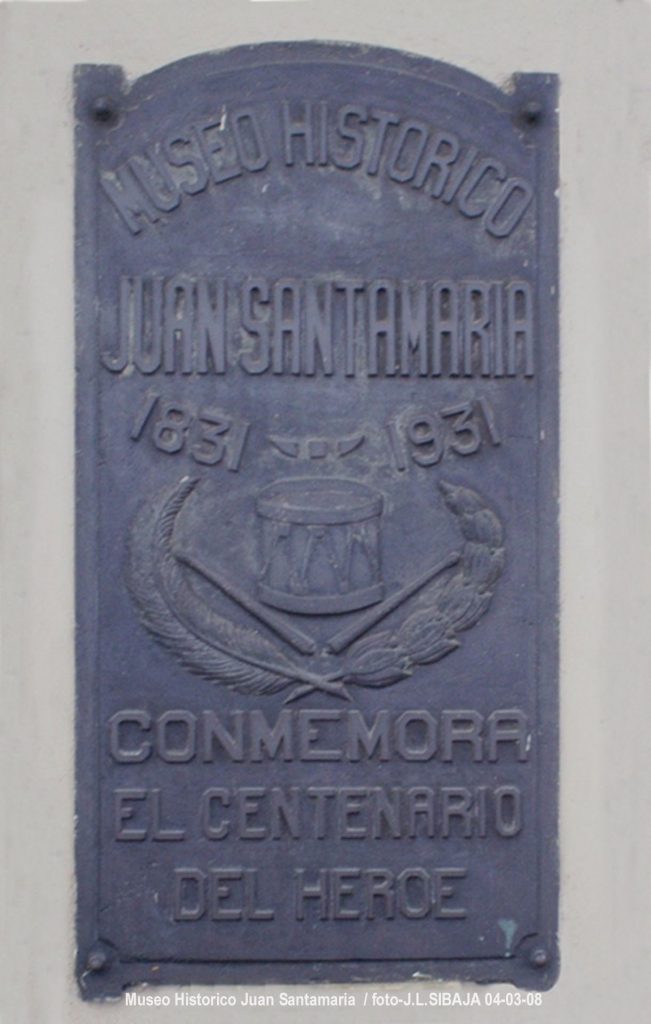 MUSEO HISTORICO
JUAN SANTAMARIA
1831 - 1931
CONMEMORA
EL CENTENARIO
DEL HEROE
Museo Historico Juan Santamaria / foto-J.L.SIBAJA 04-03-08